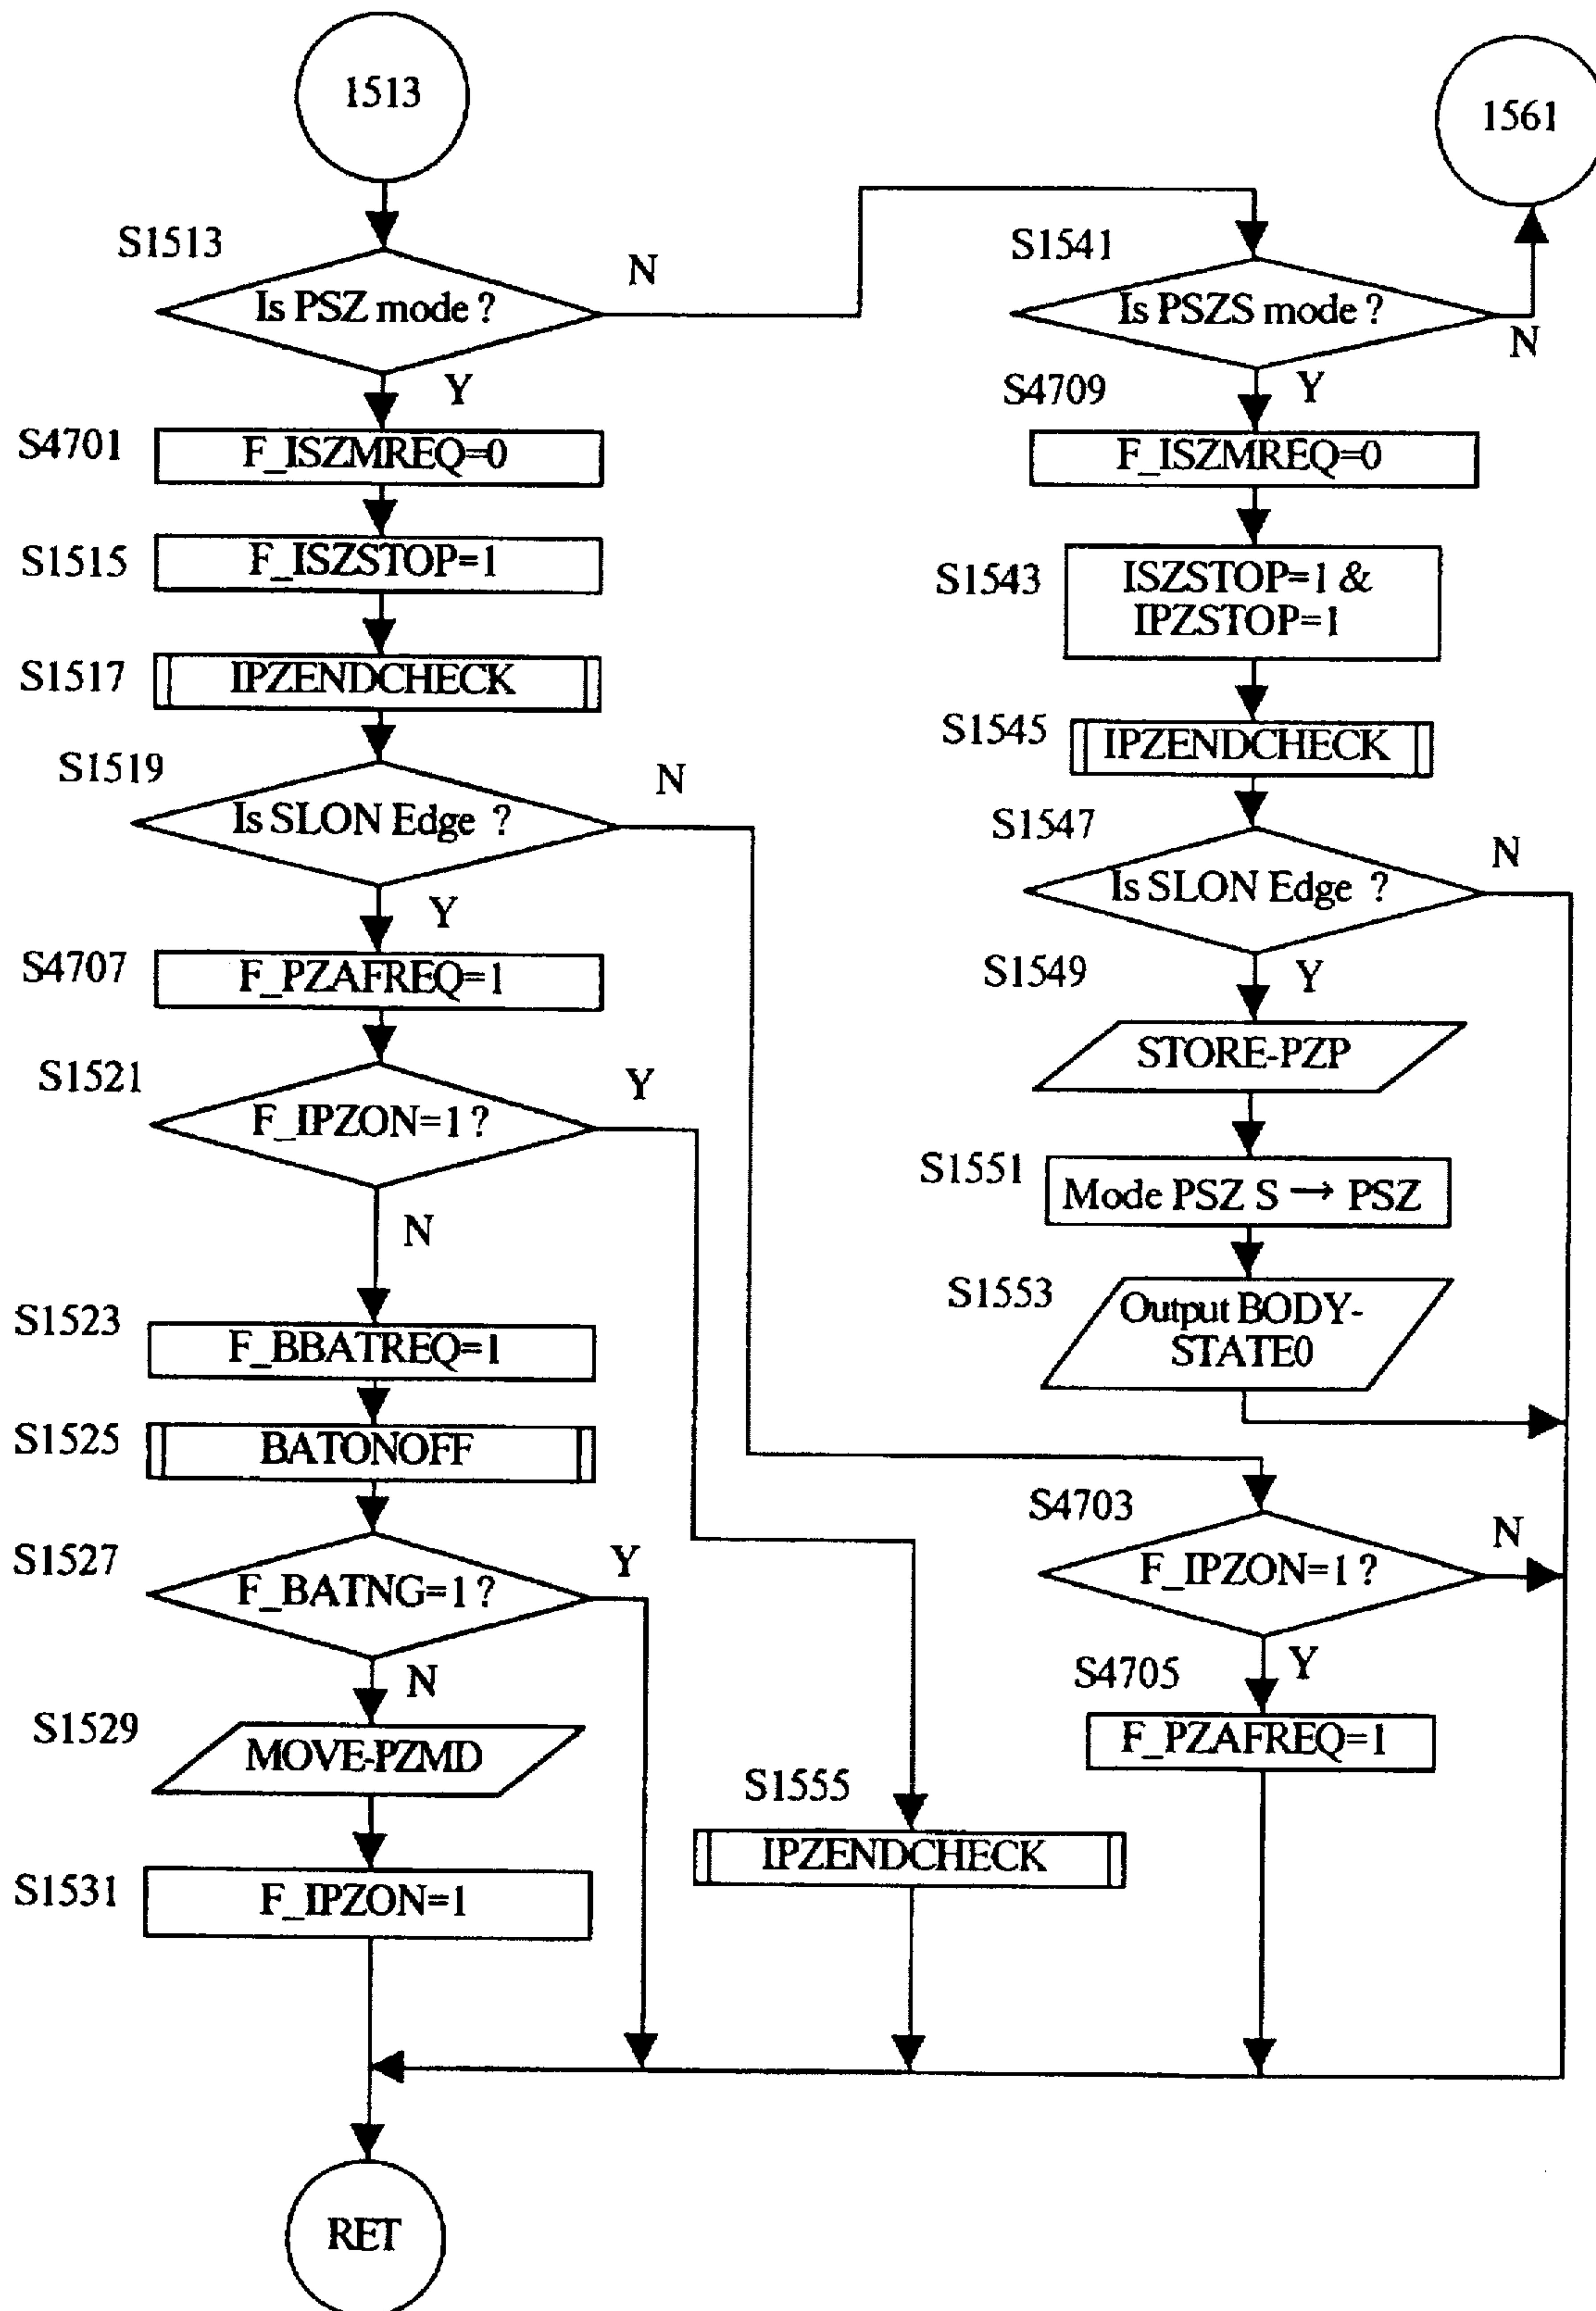 1513
1561
S1513
Is PSZ mode ?
N
Y
S1541
Is PSZS mode ?
N
Y
S4701
F_ISZMREQ=0
S4709
F_ISZMREQ=0
S1515
F_ISZSTOP=1
S1543
ISZSTOP=1 &
IPZSTOP=1
S1517
IPZENDCHECK
S1545
IPZENDCHECK
S1519
Is SLON Edge ?
N
Y
S1547
Is SLON Edge ?
N
Y
S4707
F_PZAFREQ=1
S1549
STORE-PZP
S1521
F_IPZON=1 ?
Y
N
S1551
Mode PSZ S → PSZ
S1553
Output BODY-
STATE0
S1523
F_BBATREQ=1
S1525
BATONOFF
S4703
F_IPZON=1 ?
N
Y
S1527
F_BATNG=1 ?
Y
N
S4705
F_PZAFREQ=1
S1529
MOVE-PZMD
S1555
IPZENDCHECK
S1531
F_IPZON=1
RET